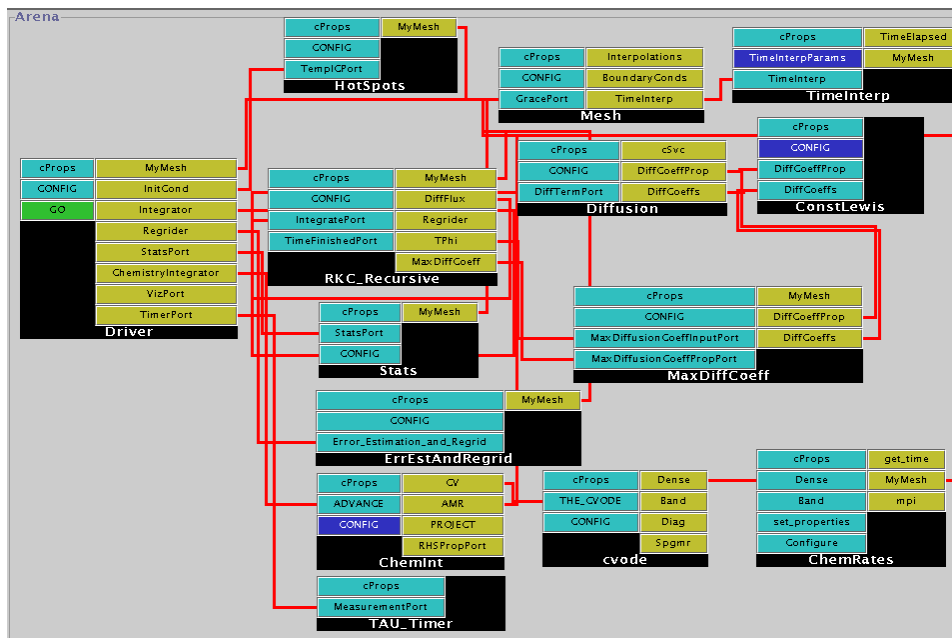 Arena
cProps MyMesh
CONFIG
TempICPort
HotSpots
cProps Interpolations
CONFIG BoundaryConds
GracePort TimeInterp
Mesh
cProps TimeElapsed
TimeInterpParams MyMesh
TimeInterp
TimeInterp
cProps MyMesh
CONFIG InitCond
GO Integrator
Regrider
StatsPort
ChemistryIntegrator
VizPort
TimerPort
Driver
cProps MyMesh
CONFIG DiffFlux
IntegratePort Regrider
TimeFinishedPort TPhi
MaxDiffCoeff
RKC_Recursive
cProps cSvc
CONFIG DiffCoeffProp
DiffTermPort DiffCoeffs
Diffusion
cProps
CONFIG
DiffCoeffProp
DiffCoeffs
ConstLewis
cProps MyMesh
StatsPort
CONFIG
Stats
cProps MyMesh
CONFIG DiffCoeffProp
MaxDiffusionCoeffInputPort DiffCoeffs
MaxDiffusionCoeffPropPort
MaxDiffCoeff
cProps MyMesh
CONFIG
Error_Estimation_and_Regrid
ErrEstAndRegrid
cProps CV
ADVANCE AMR
CONFIG PROJECT
RHSPropPort
ChemInt
cProps Dense
THE_CVODE Band
CONFIG Diag
Spgmr
cvode
cProps get_time
Dense MyMesh
Band mpi
set_properties
Configure
ChemRates
cProps
MeasurementPort
TAU_Timer